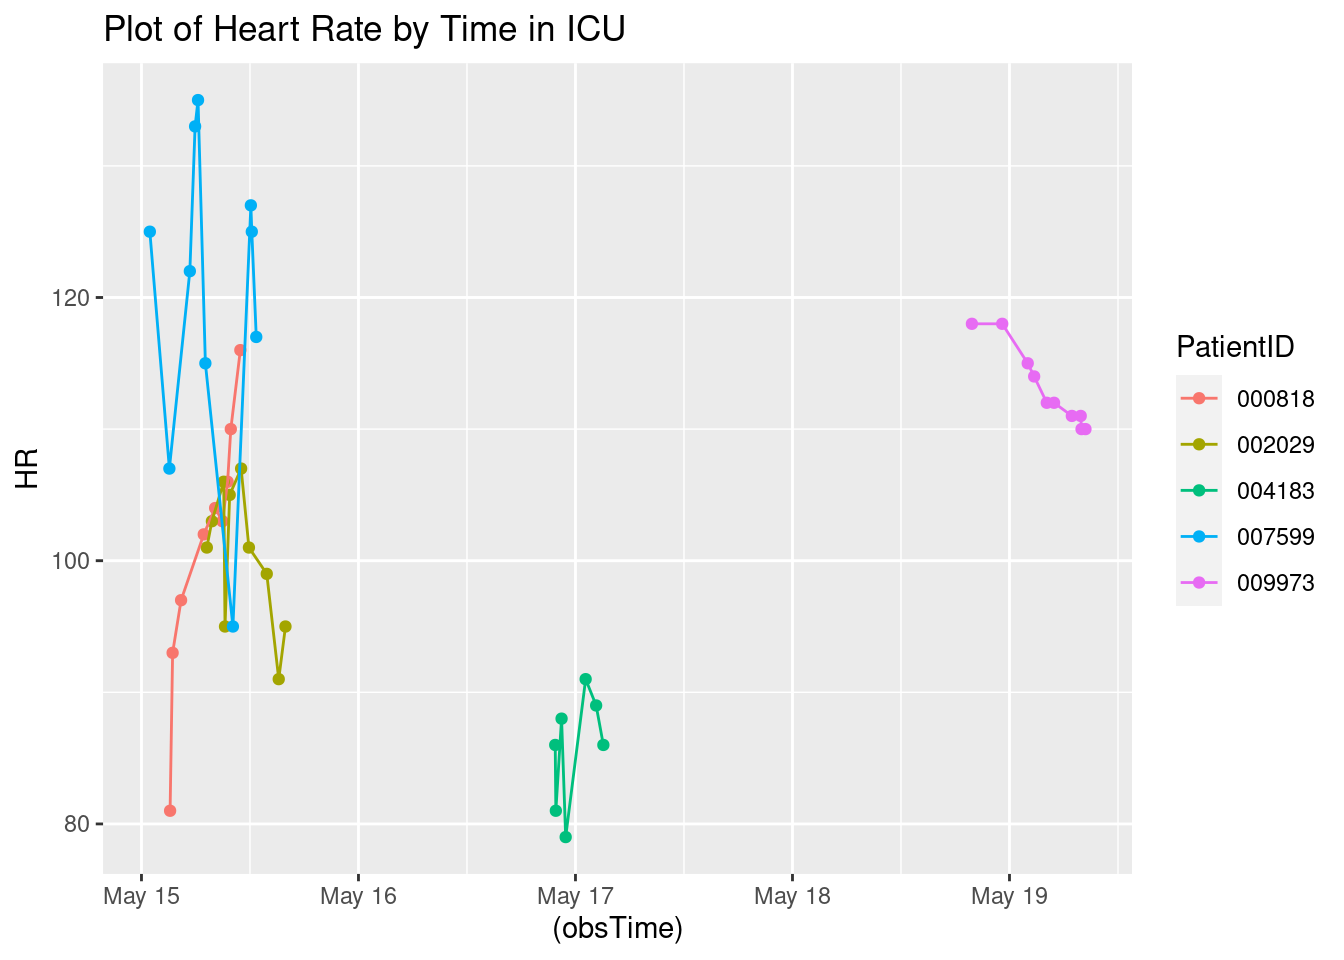 Plot of Heart Rate by Time in ICU
HR
120
100
80
May 15
May 16
May 17
May 18
May 19
(obsTime)
PatientID
000818
002029
004183
007599
009973